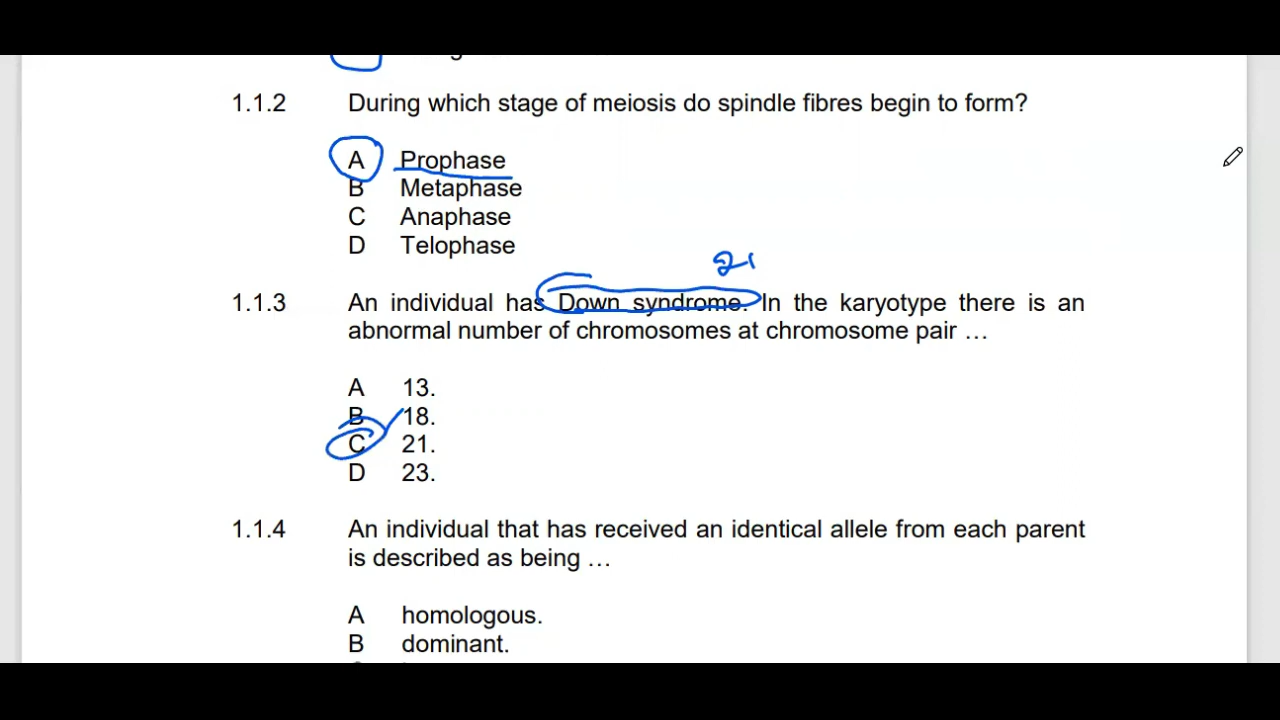 1.1.2 During which stage of meiosis do spindle fibres begin to form?
A Prophase
B Metaphase
C Anaphase
D Telophase
21
1.1.3 An individual has Down syndrome. In the karyotype there is an
abnormal number of chromosomes at chromosome pair …
A 13.
B 18.
C 21.
D 23.
1.1.4 An individual that has received an identical allele from each parent
is described as being …
A homologous.
B dominant.